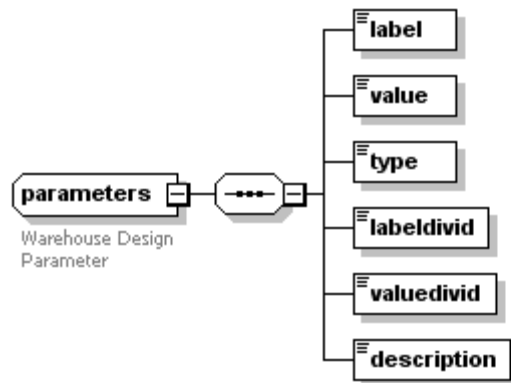 label
value
type
parameters
labeldivid
Warehouse Design
Parameter
valuedivid
description